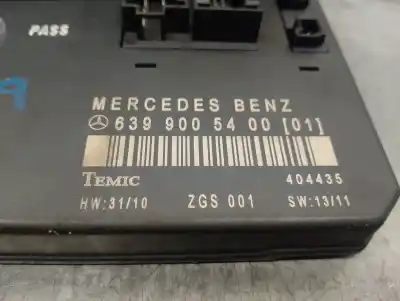 PASS
MERCEDES BENZ
639 900 54 00 [01]
TEMIC 404435
HW:31/10 ZGS 001 SW:13/11